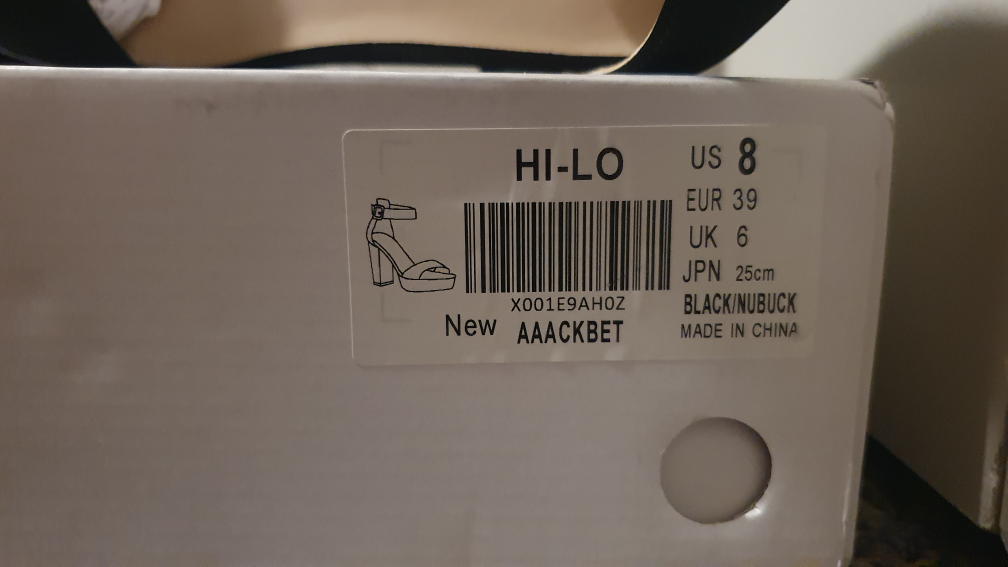 HI-LO
X001E9AH0Z
New AAACKBET
US 8
EUR 39
UK 6
JPN 25cm
BLACK/NUBUCK
MADE IN CHINA